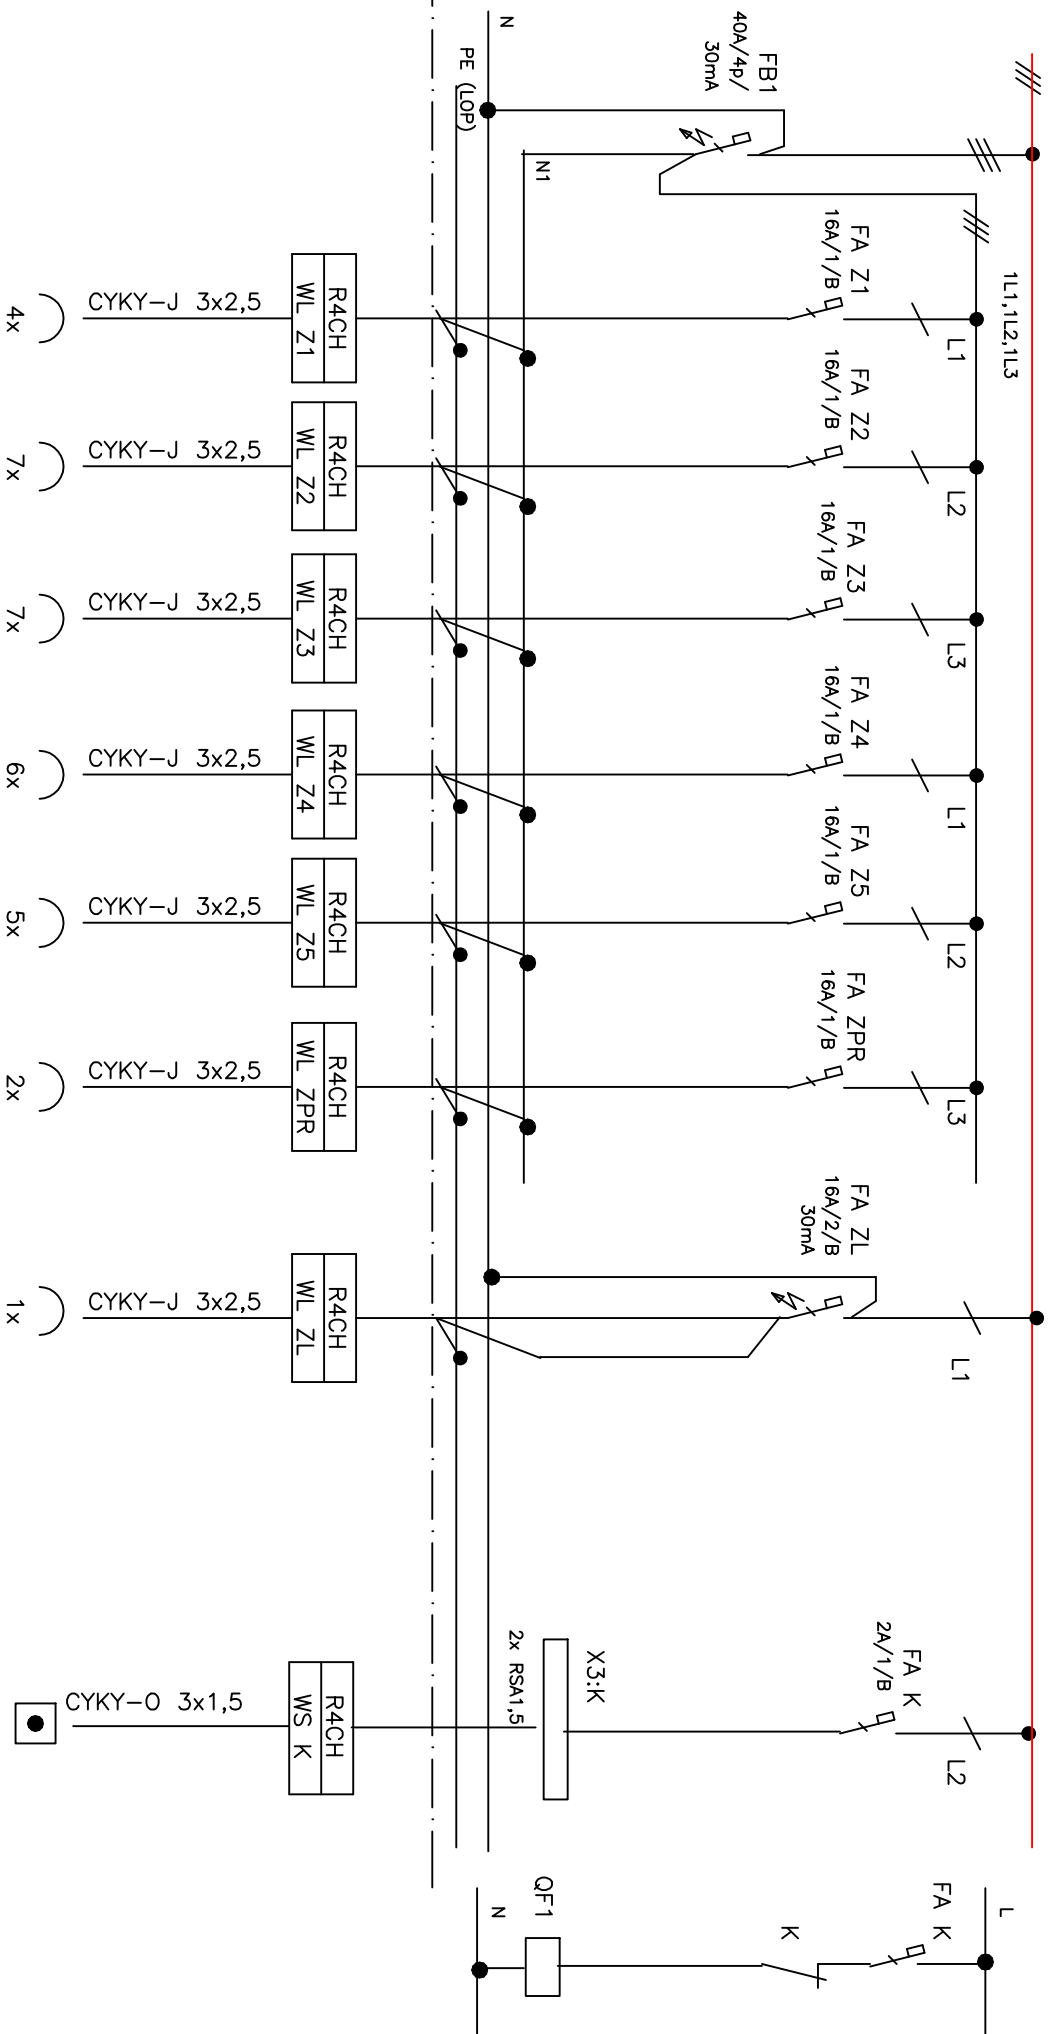 N
PE (LOP)
FB1
40A/4p/
30mA
N1
1L1,1L2,1L3
FA Z1
16A/1/B
L1
R4CH
WL Z1
CYKY-J 3x2,5
4x
FA Z2
16A/1/B
L2
R4CH
WL Z2
CYKY-J 3x2,5
7x
FA Z3
16A/1/B
L3
R4CH
WL Z3
CYKY-J 3x2,5
7x
FA Z4
16A/1/B
L1
R4CH
WL Z4
CYKY-J 3x2,5
6x
FA Z5
16A/1/B
L2
R4CH
WL Z5
CYKY-J 3x2,5
5x
FA ZPR
16A/1/B
L3
R4CH
WL ZPR
CYKY-J 3x2,5
2x
FA ZL
16A/2/B
30mA
L1
R4CH
WL ZL
CYKY-J 3x2,5
1x
FA K
2A/1/B
L2
X3:K
2x RSA1,5
R4CH
WS K
CYKY-O 3x1,5
L
FA K
K
QF1
N